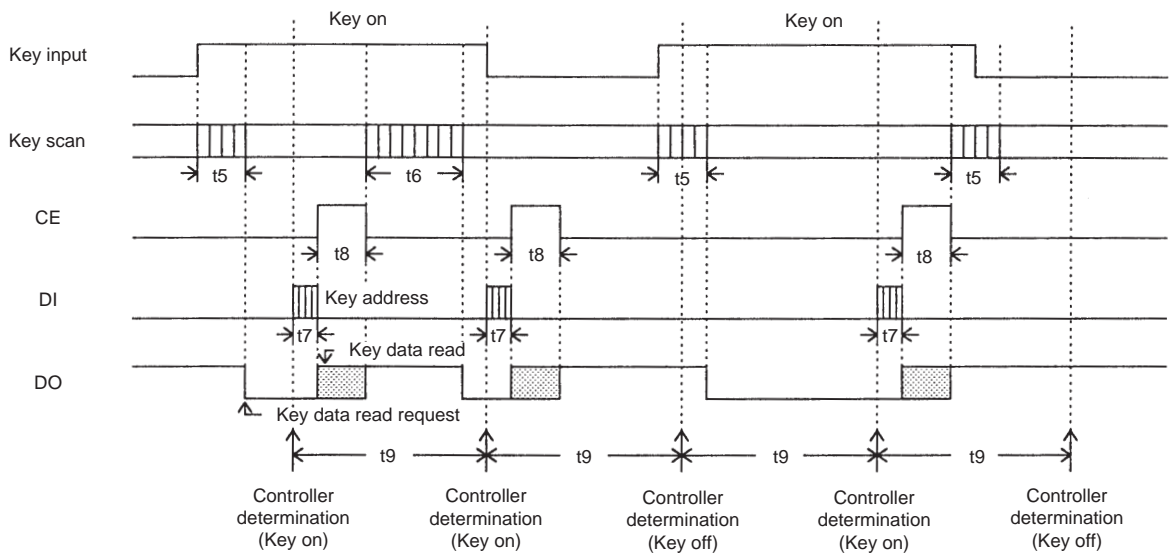 Key on Key on
Key input
Key scan
t5 t6 t5 t5
CE
t8 t8 t8
DI
Key address
t7 t7 t7
Key data read
DO
Key data read request
t9 t9 t9 t9
Controller determination (Key on)
Controller determination (Key on)
Controller determination (Key off)
Controller determination (Key on)
Controller determination (Key off)